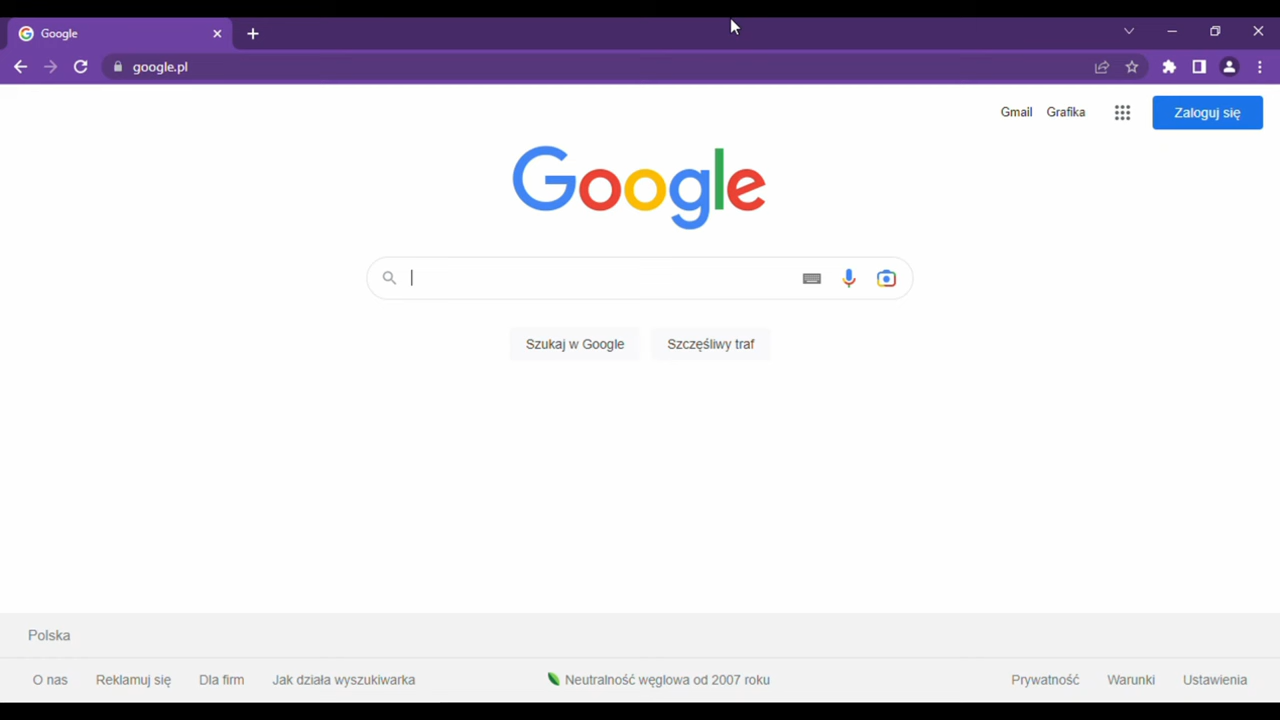 Google
google.pl
Gmail Grafika Zaloguj się
Google
Szukaj w Google Szczęśliwy traf
Polska
O nas Reklamuj się Dla firm Jak działa wyszukiwarka Neutralność węglowa od 2007 roku Prywatność Warunki Ustawienia